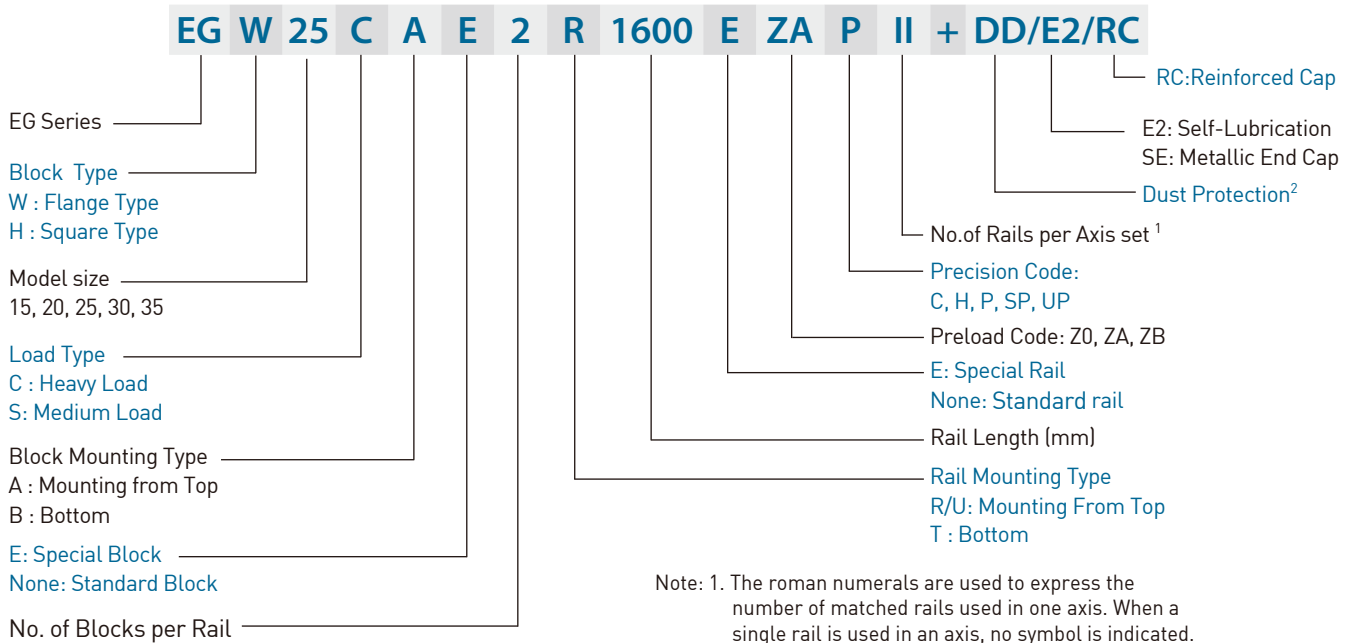 EG W 25 C A E 2 R 1600 E ZA P II + DD/E2/RC
EG Series
Block Type
W : Flange Type
H : Square Type
Model size
15, 20, 25, 30, 35
Load Type
C : Heavy Load
S: Medium Load
Block Mounting Type
A : Mounting from Top
B : Bottom
E: Special Block
None: Standard Block
No. of Blocks per Rail
RC:Reinforced Cap
E2: Self-Lubrication
SE: Metallic End Cap
Dust Protection²
No.of Rails per Axis set ¹
Precision Code:
C, H, P, SP, UP
Preload Code: Z0, ZA, ZB
E: Special Rail
None: Standard rail
Rail Length (mm)
Rail Mounting Type
R/U: Mounting From Top
T : Bottom
Note: 1. The roman numerals are used to express the
number of matched rails used in one axis. When a
single rail is used in an axis, no symbol is indicated.